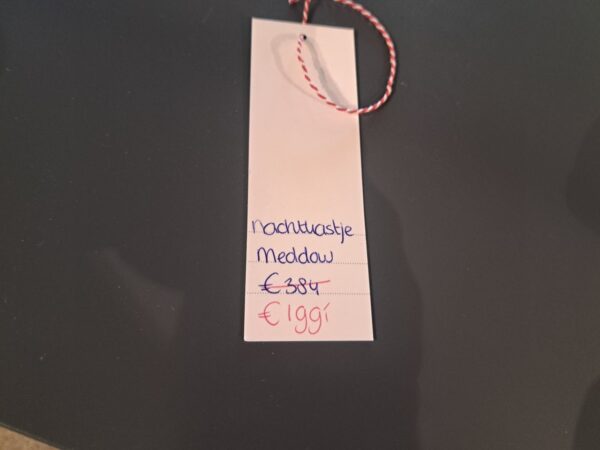 nachtkastje
Meddow
€384
€199,-